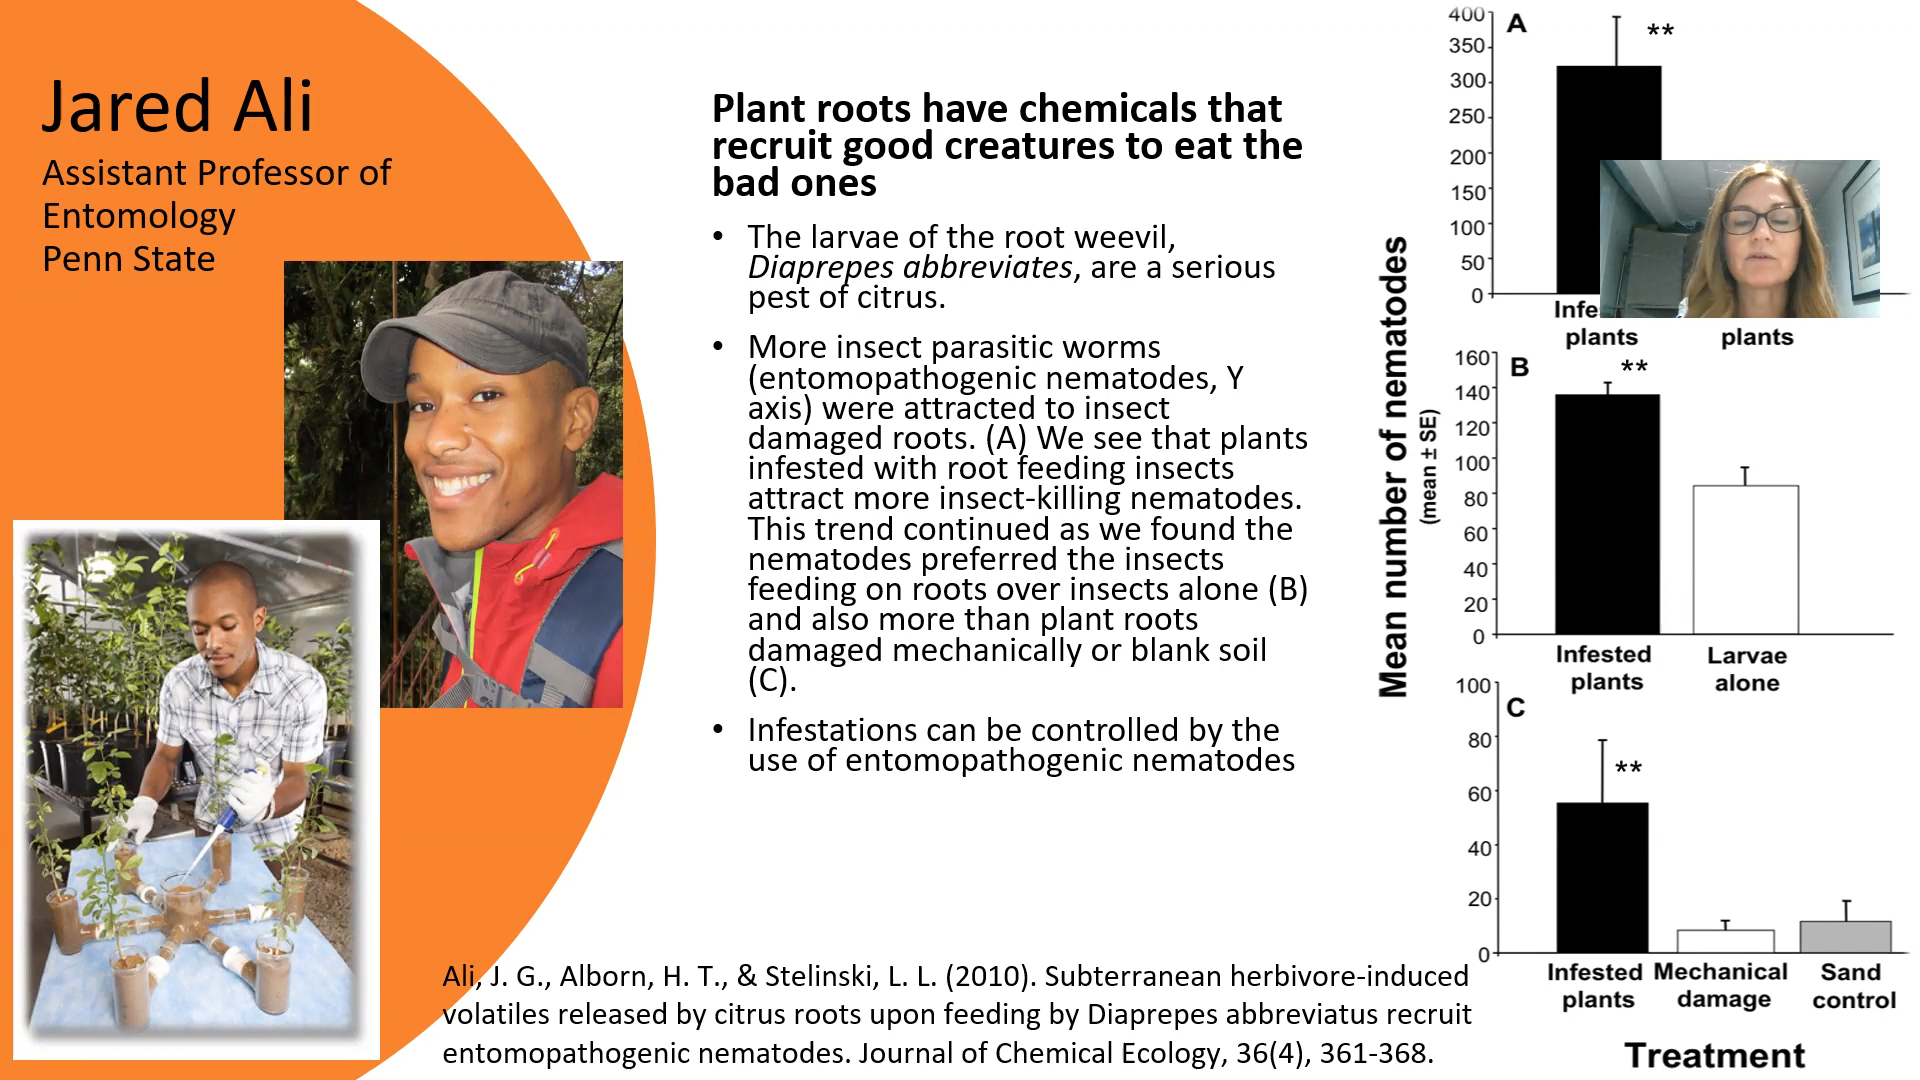 Jared Ali
Assistant Professor of
Entomology
Penn State
Plant roots have chemicals that
recruit good creatures to eat the
bad ones
• The larvae of the root weevil,
Diaprepes abbreviates, are a serious
pest of citrus.
• More insect parasitic worms
(entomopathogenic nematodes, Y
axis) were attracted to insect
damaged roots. (A) We see that plants
infested with root feeding insects
attract more insect-killing nematodes.
This trend continued as we found the
nematodes preferred the insects
feeding on roots over insects alone (B)
and also more than plant roots
damaged mechanically or blank soil
(C).
• Infestations can be controlled by the
use of entomopathogenic nematodes
Ali, J. G., Alborn, H. T., & Stelinski, L. L. (2010). Subterranean herbivore-induced
volatiles released by citrus roots upon feeding by Diaprepes abbreviatus recruit
entomopathogenic nematodes. Journal of Chemical Ecology, 36(4), 361-368.
Mean number of nematodes
(mean ± SE)
A
**
400
350
300
250
200
150
100
50
0
plants
plants
B
**
160
140
120
100
80
60
40
20
0
Infested
plants
Larvae
alone
C
**
100
80
60
40
20
0
Infested
plants
Mechanical
damage
Sand
control
Treatment